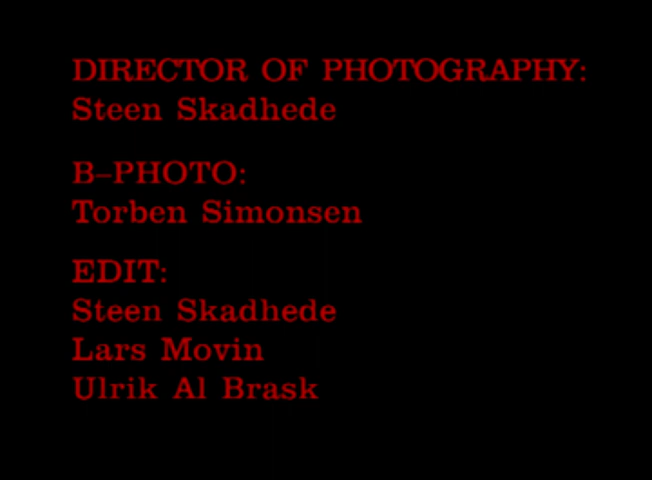 DIRECTOR OF PHOTOGRAPHY:
Steen Skadhede
B–PHOTO:
Torben Simonsen
EDIT:
Steen Skadhede
Lars Movin
Ulrik Al Brask